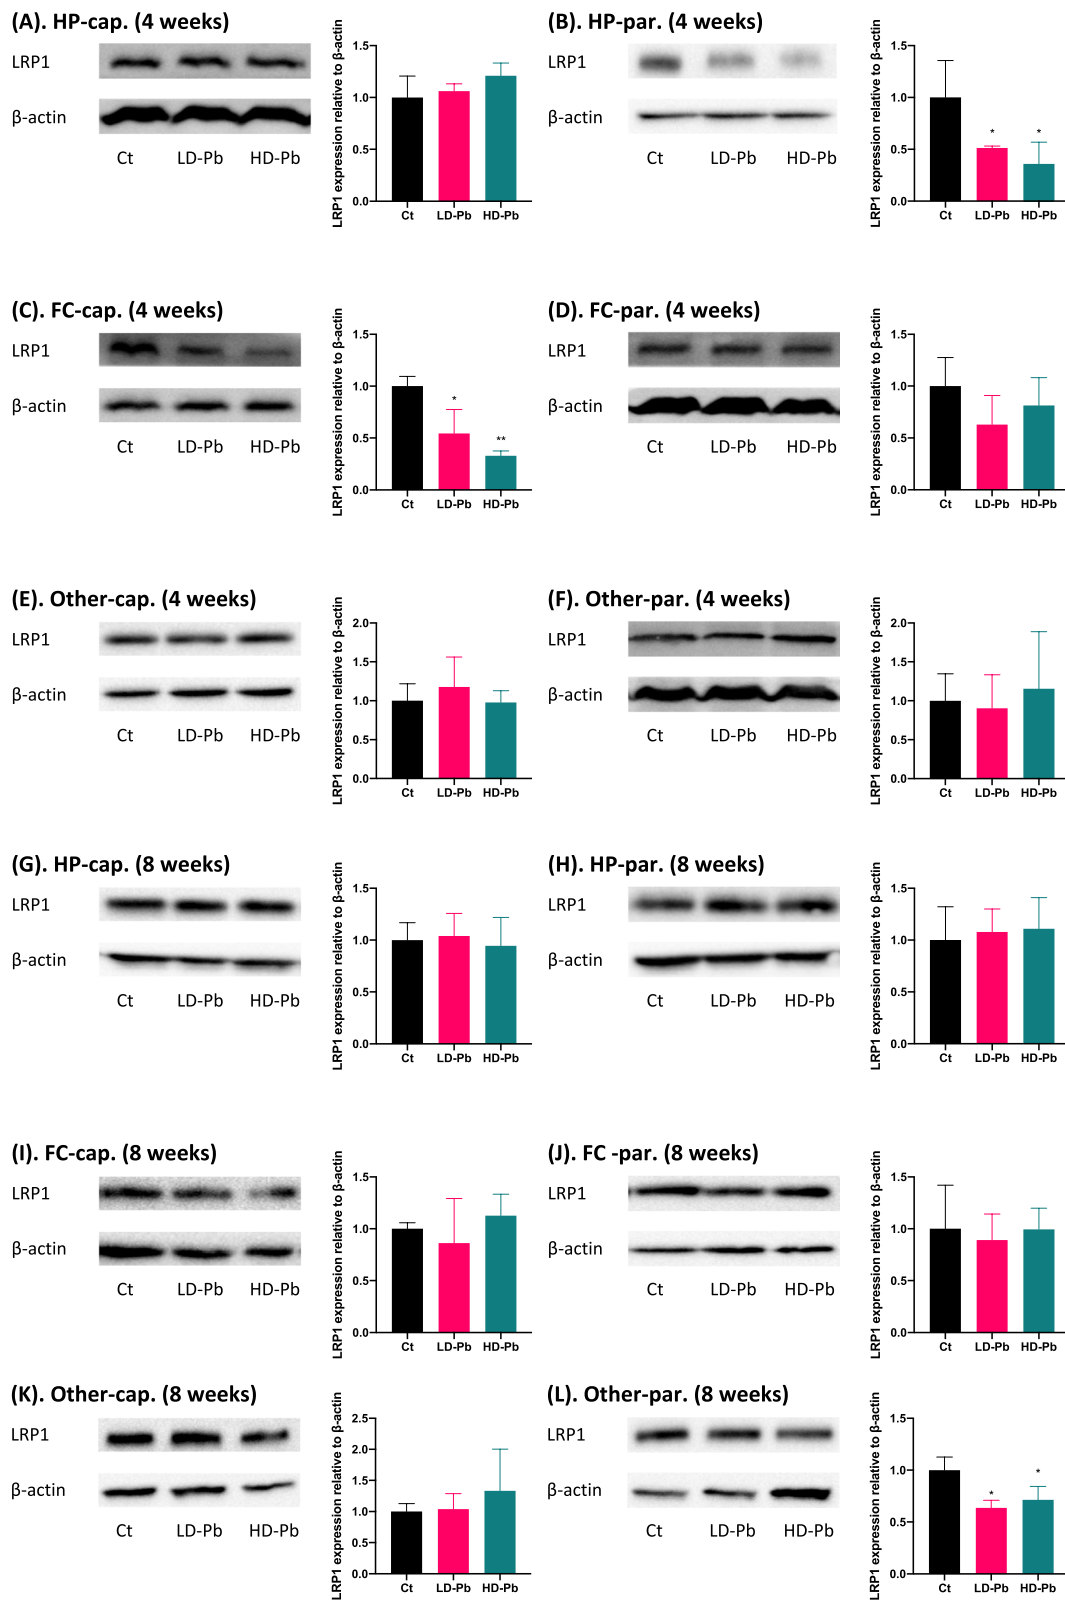 (A). HP-cap. (4 weeks)
LRP1
β-actin
Ct LD-Pb HD-Pb
LRP1 expression relative to β-actin
1.5
1.0
0.5
0.0
Ct LD-Pb HD-Pb
(B). HP-par. (4 weeks)
LRP1
β-actin
Ct LD-Pb HD-Pb
LRP1 expression relative to β-actin
1.5
1.0
0.5
0.0
* *
Ct LD-Pb HD-Pb
(C). FC-cap. (4 weeks)
LRP1
β-actin
Ct LD-Pb HD-Pb
LRP1 expression relative to β-actin
1.5
1.0
0.5
0.0
* **
Ct LD-Pb HD-Pb
(D). FC-par. (4 weeks)
LRP1
β-actin
Ct LD-Pb HD-Pb
LRP1 expression relative to β-actin
1.5
1.0
0.5
0.0
Ct LD-Pb HD-Pb
(E). Other-cap. (4 weeks)
LRP1
β-actin
Ct LD-Pb HD-Pb
LRP1 expression relative to β-actin
2.0
1.5
1.0
0.5
0.0
Ct LD-Pb HD-Pb
(F). Other-par. (4 weeks)
LRP1
β-actin
Ct LD-Pb HD-Pb
LRP1 expression relative to β-actin
2.0
1.5
1.0
0.5
0.0
Ct LD-Pb HD-Pb
(G). HP-cap. (8 weeks)
LRP1
β-actin
Ct LD-Pb HD-Pb
LRP1 expression relative to β-actin
1.5
1.0
0.5
0.0
Ct LD-Pb HD-Pb
(H). HP-par. (8 weeks)
LRP1
β-actin
Ct LD-Pb HD-Pb
LRP1 expression relative to β-actin
1.5
1.0
0.5
0.0
Ct LD-Pb HD-Pb
(I). FC-cap. (8 weeks)
LRP1
β-actin
Ct LD-Pb HD-Pb
LRP1 expression relative to β-actin
1.5
1.0
0.5
0.0
Ct LD-Pb HD-Pb
(J). FC -par. (8 weeks)
LRP1
β-actin
Ct LD-Pb HD-Pb
LRP1 expression relative to β-actin
1.5
1.0
0.5
0.0
Ct LD-Pb HD-Pb
(K). Other-cap. (8 weeks)
LRP1
β-actin
Ct LD-Pb HD-Pb
LRP1 expression relative to β-actin
2.5
2.0
1.5
1.0
0.5
0.0
Ct LD-Pb HD-Pb
(L). Other-par. (8 weeks)
LRP1
β-actin
Ct LD-Pb HD-Pb
LRP1 expression relative to β-actin
1.5
1.0
0.5
0.0
* *
Ct LD-Pb HD-Pb